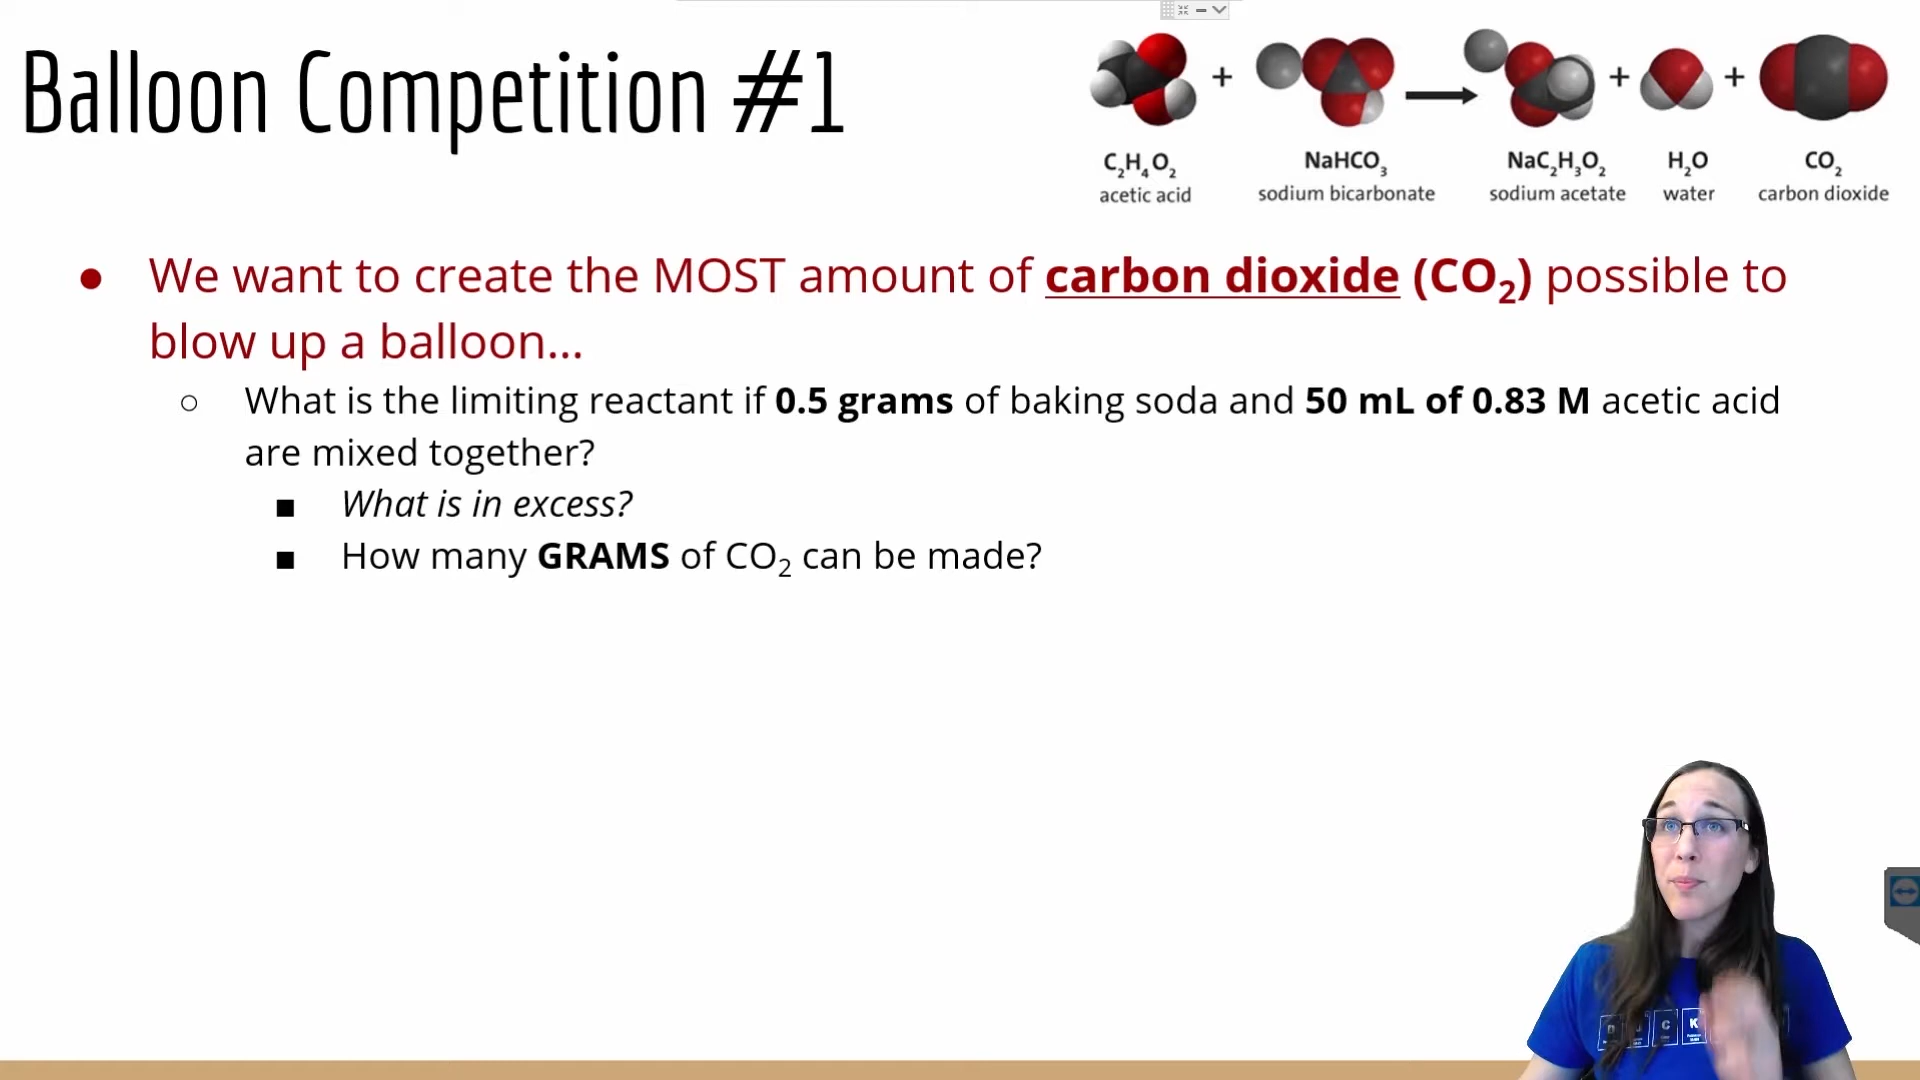 Balloon Competition #1
+ + +
C₂H₄O₂ NaHCO₃ NaC₂H₃O₂ H₂O CO₂
acetic acid sodium bicarbonate sodium acetate water carbon dioxide
● We want to create the MOST amount of carbon dioxide (CO₂) possible to
blow up a balloon...
○ What is the limiting reactant if 0.5 grams of baking soda and 50 mL of 0.83 M acetic acid
are mixed together?
■ What is in excess?
■ How many GRAMS of CO₂ can be made?
C K